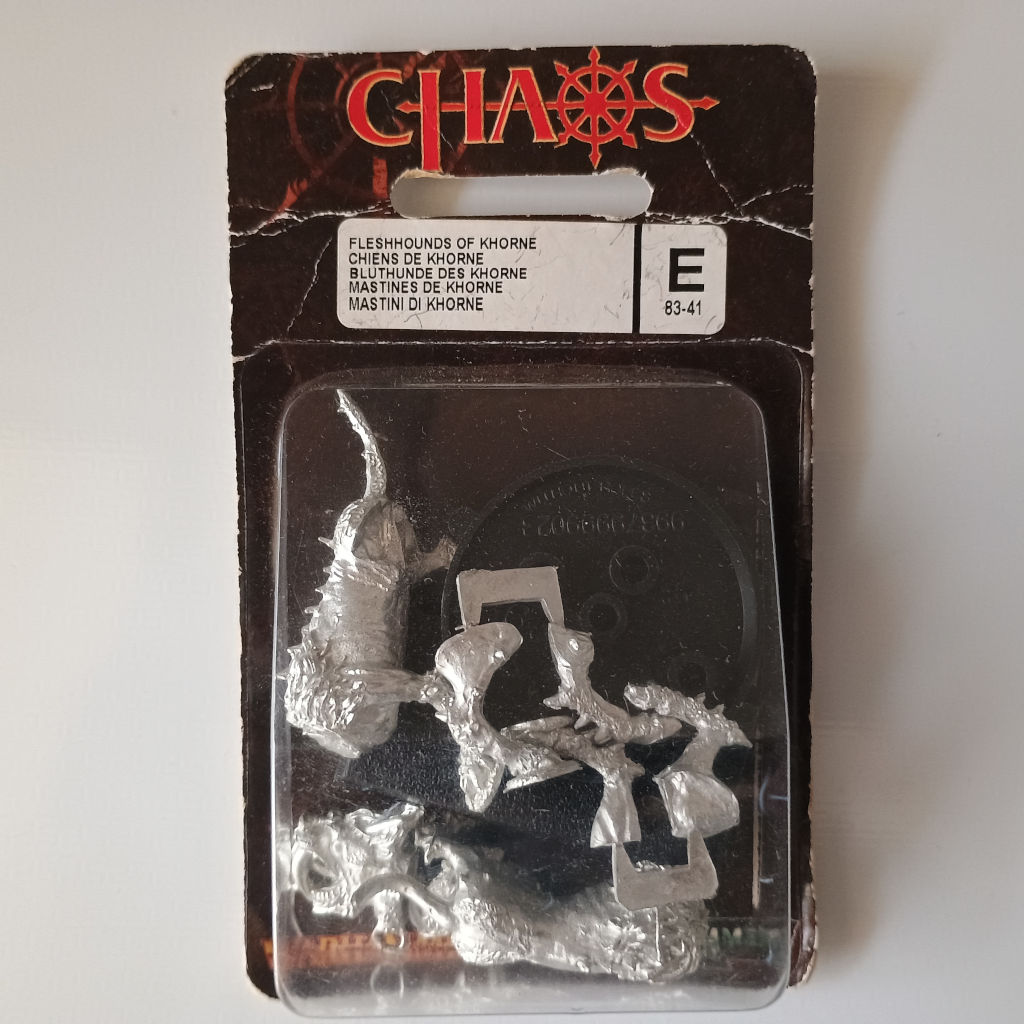 CHAOS
FLESHHOUNDS OF KHORNE
CHIENS DE KHORNE
BLUTHUNDE DES KHORNE
MASTINES DE KHORNE
MASTINI DI KHORNE
E
83-41